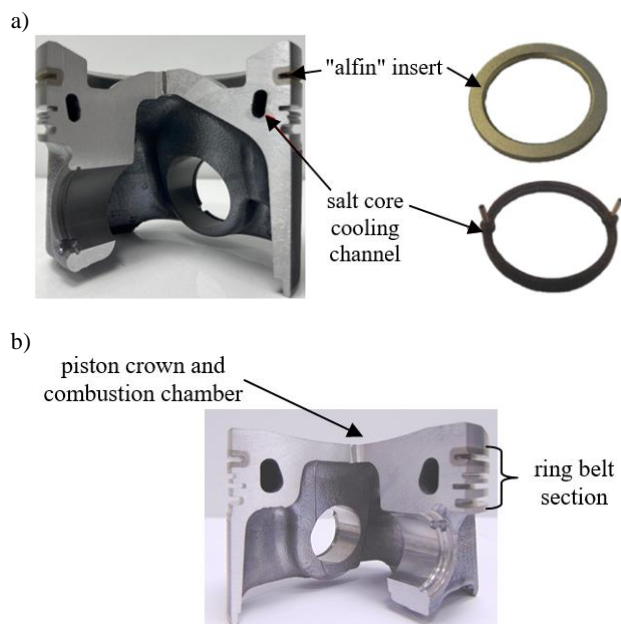 a)
"alfin" insert
salt core
cooling
channel
b)
piston crown and
combustion chamber
ring belt
section